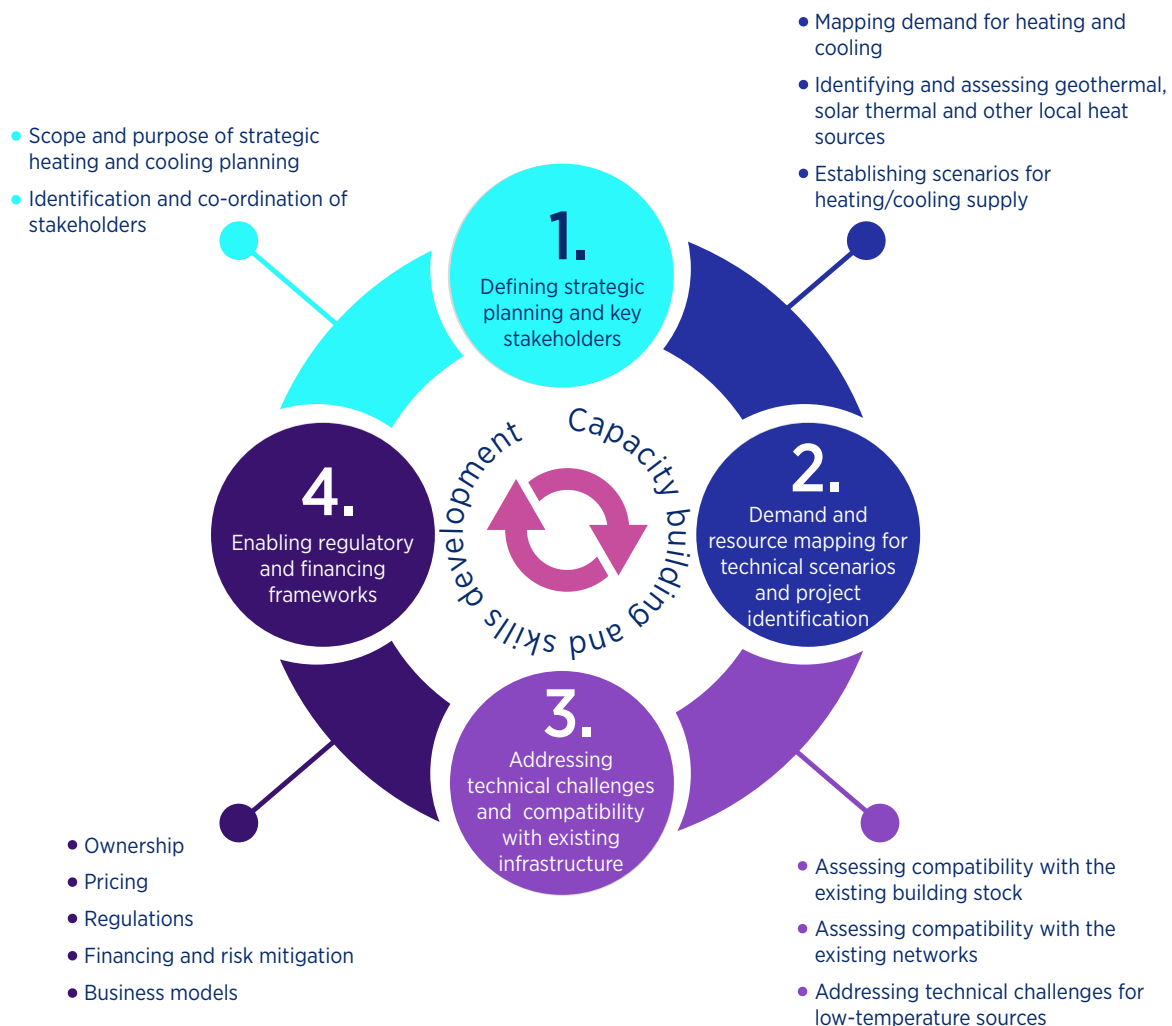 Scope and purpose of strategic
heating and cooling planning
Identification and co-ordination of
stakeholders
Mapping demand for heating and
cooling
Identifying and assessing geothermal,
solar thermal and other local heat
sources
Establishing scenarios for
heating/cooling supply
1.
Defining strategic
planning and key
stakeholders
2.
Demand and
resource mapping for
technical scenarios
and project
identification
3.
Addressing
technical challenges
and compatibility
with existing
infrastructure
4.
Enabling regulatory
and financing
frameworks
Capacity building and skills development
Ownership
Pricing
Regulations
Financing and risk mitigation
Business models
Assessing compatibility with the
existing building stock
Assessing compatibility with the
existing networks
Addressing technical challenges for
low-temperature sources